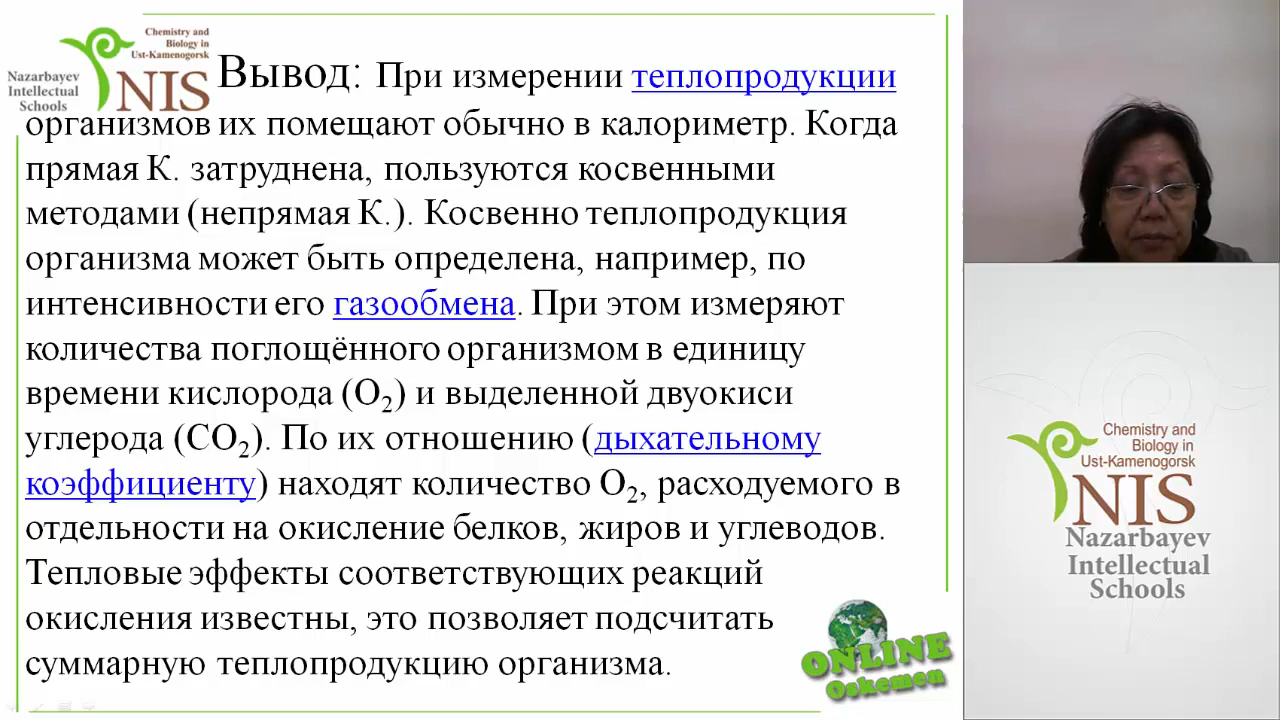 Chemistry and
Biology in
Ust-Kamenogorsk
Nazarbayev
Intellectual
Schools
NIS
Вывод: При измерении теплопродукции
организмов их помещают обычно в калориметр. Когда
прямая К. затруднена, пользуются косвенными
методами (непрямая К.). Косвенно теплопродукция
организма может быть определена, например, по
интенсивности его газообмена. При этом измеряют
количества поглощённого организмом в единицу
времени кислорода (O₂) и выделенной двуокиси
углерода (CO₂). По их отношению (дыхательному
коэффициенту) находят количество O₂, расходуемого в
отдельности на окисление белков, жиров и углеводов.
Тепловые эффекты соответствующих реакций
окисления известны, это позволяет подсчитать
суммарную теплопродукцию организма.
ONLINE
Oskemen
Chemistry and
Biology in
Ust-Kamenogorsk
NIS
Nazarbayev
Intellectual
Schools